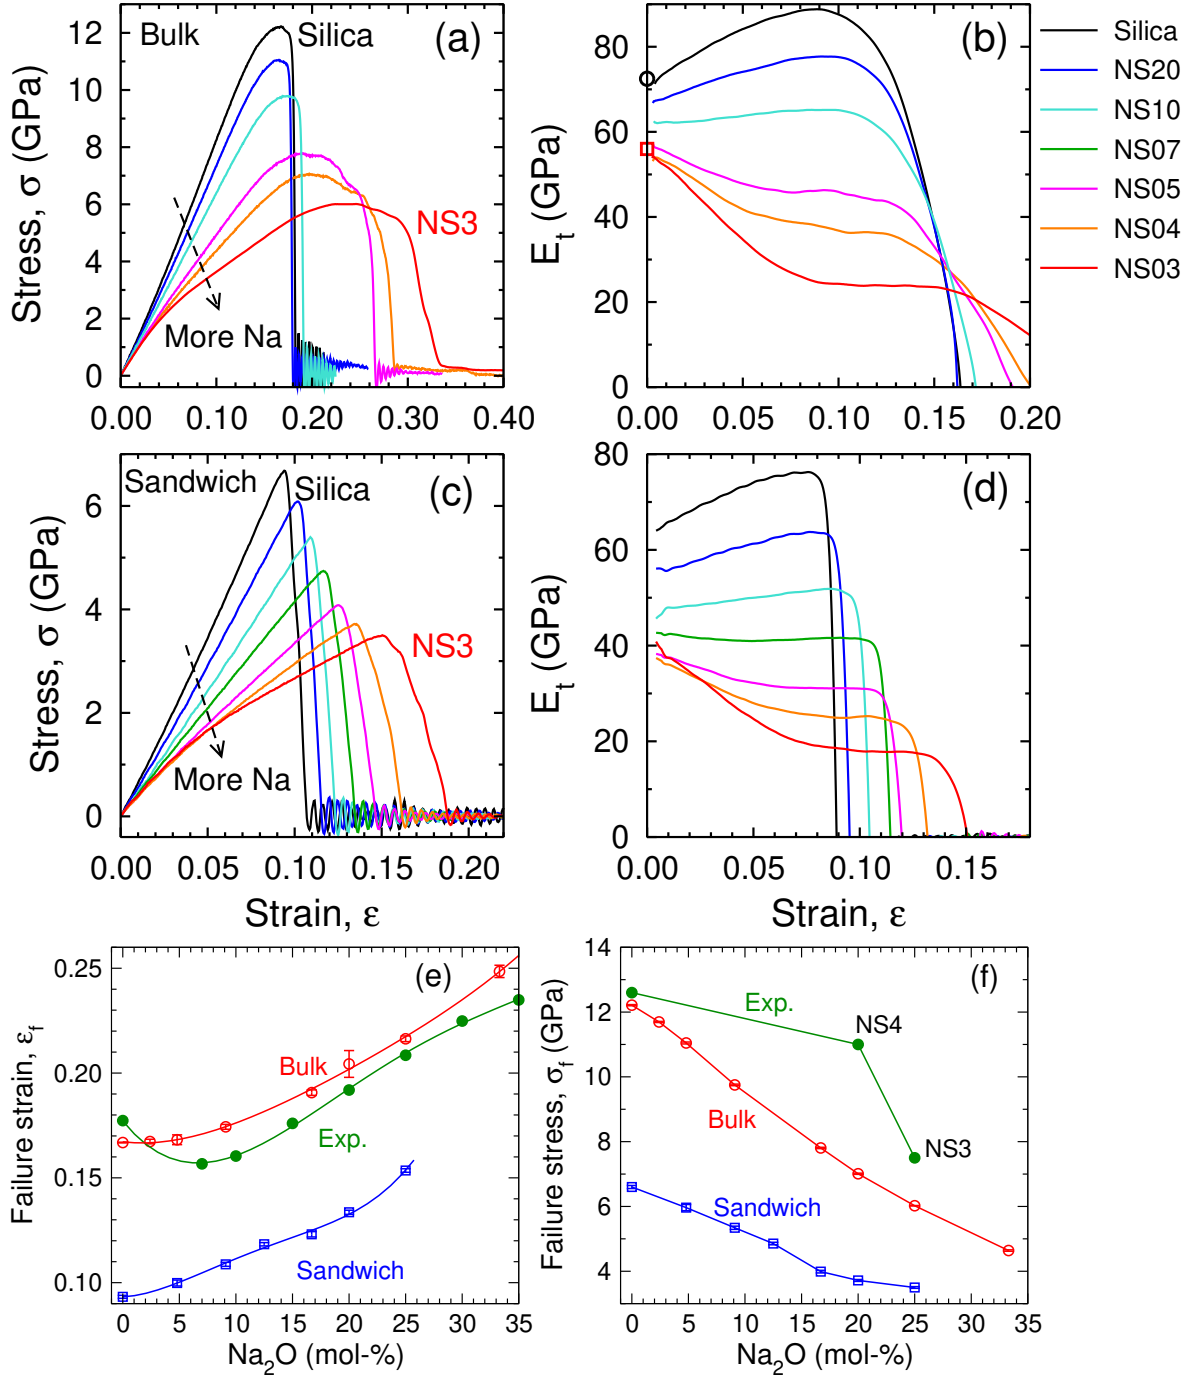 Bulk
Silica
(a)
NS3
More Na
Stress, σ (GPa)
12
10
8
6
4
2
0
0.00
0.10
0.20
0.30
0.40
(b)
E_t (GPa)
80
60
40
20
0
0.00
0.05
0.10
0.15
0.20
Silica
NS20
NS10
NS07
NS05
NS04
NS03
Sandwich
Silica
(c)
NS3
More Na
Stress, σ (GPa)
6
4
2
0
0.00
0.05
0.10
0.15
0.20
Strain, ε
(d)
E_t (GPa)
80
60
40
20
0
0.00
0.05
0.10
0.15
Strain, ε
(e)
Bulk
Exp.
Sandwich
Failure strain, ε_f
0.25
0.20
0.15
0.10
0
5
10
15
20
25
30
35
Na₂O (mol-%)
(f)
Exp.
NS4
Bulk
NS3
Sandwich
Failure stress, σ_f (GPa)
14
12
10
8
6
4
0
5
10
15
20
25
30
35
Na₂O (mol-%)